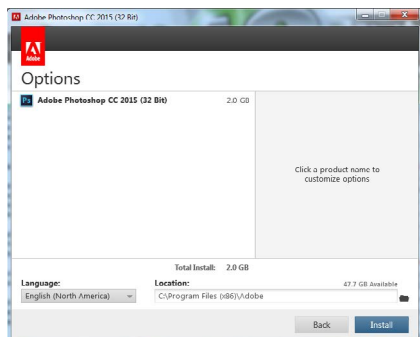 Adobe Photoshop CC 2015 (32 Bit)
Adobe
Options
Ps Adobe Photoshop CC 2015 (32 Bit) 2.0 GB
Click a product name to
customize options
Total Install: 2.0 GB
Language:
English (North America)
Location: 47.7 GB Available
C:\Program Files (x86)\Adobe
Back Install